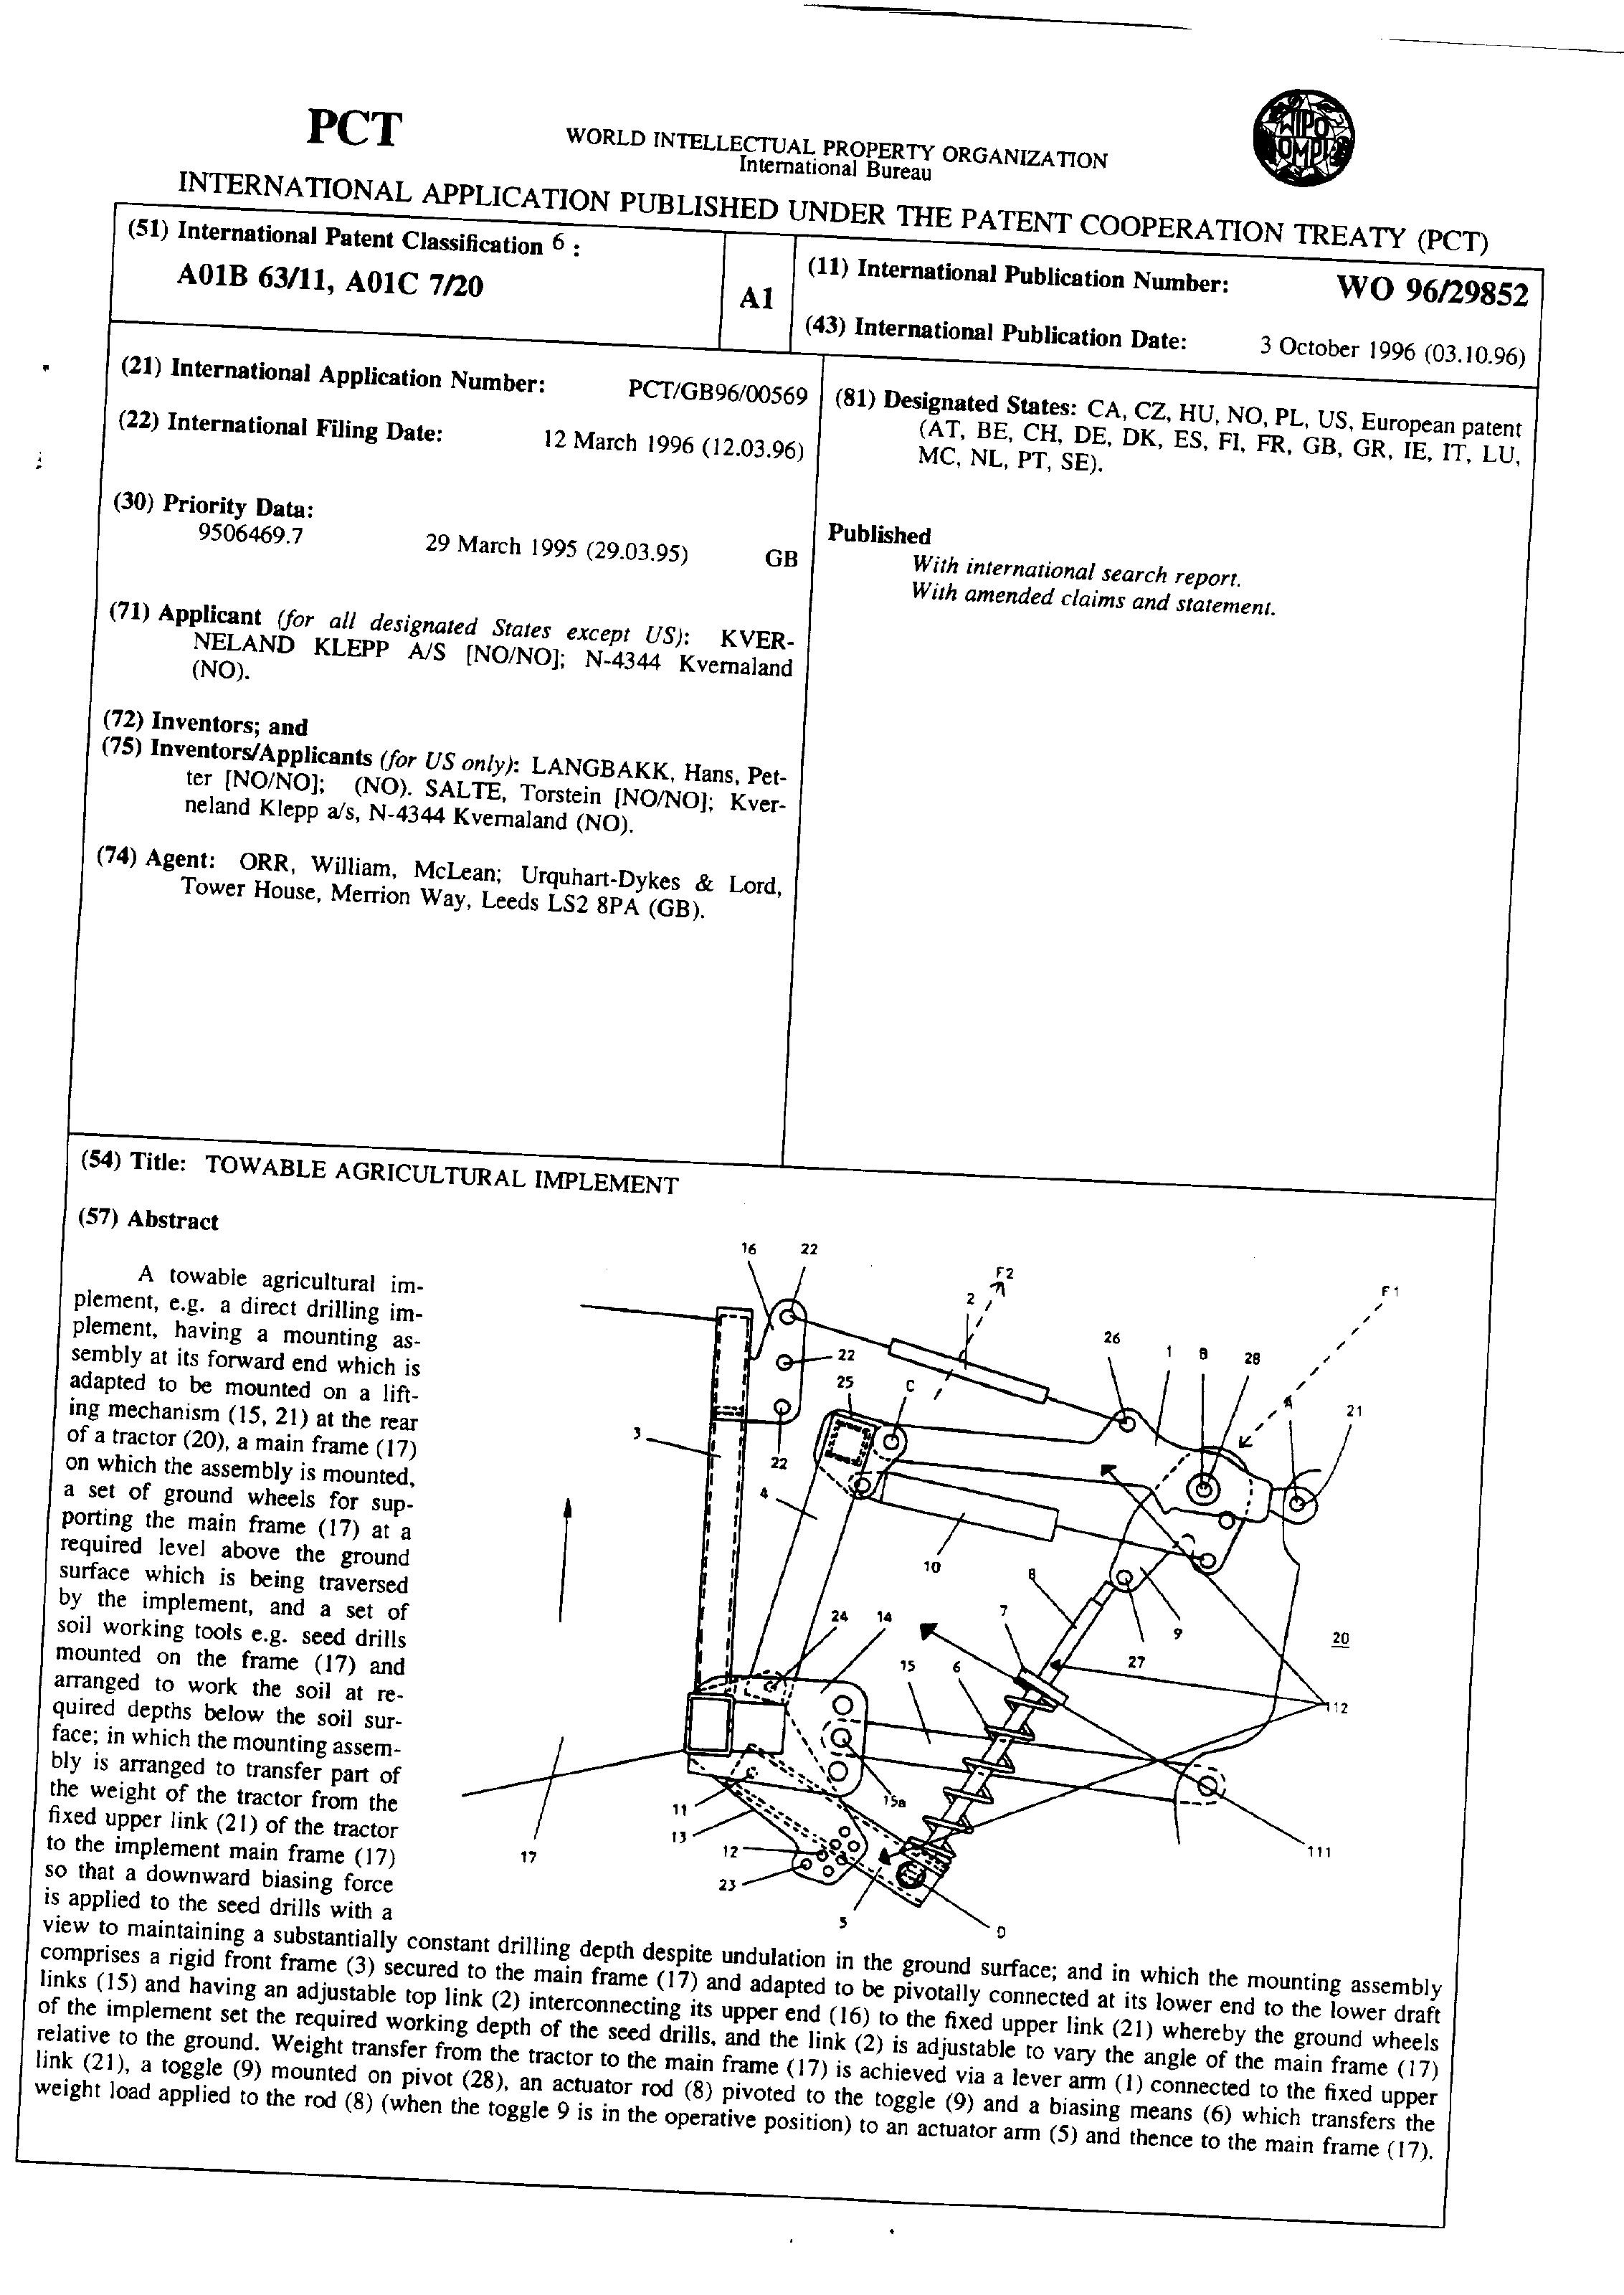 PCT
WORLD INTELLECTUAL PROPERTY ORGANIZATION
International Bureau
WIPO
OMPI
INTERNATIONAL APPLICATION PUBLISHED UNDER THE PATENT COOPERATION TREATY (PCT)
(51) International Patent Classification 6 :
A01B 63/11, A01C 7/20
A1
(11) International Publication Number:
WO 96/29852
(43) International Publication Date:
3 October 1996 (03.10.96)
(21) International Application Number:
PCT/GB96/00569
(22) International Filing Date:
12 March 1996 (12.03.96)
(30) Priority Data:
9506469.7
29 March 1995 (29.03.95)
GB
(71) Applicant (for all designated States except US): KVER-
NELAND KLEPP A/S [NO/NO]; N-4344 Kvernaland
(NO).
(72) Inventors; and
(75) Inventors/Applicants (for US only): LANGBAKK, Hans, Pet-
ter [NO/NO]; (NO). SALTE, Torstein [NO/NO]; Kver-
neland Klepp a/s, N-4344 Kvernaland (NO).
(74) Agent: ORR, William, McLean; Urquhart-Dykes & Lord,
Tower House, Merrion Way, Leeds LS2 8PA (GB).
(81) Designated States: CA, CZ, HU, NO, PL, US, European patent
(AT, BE, CH, DE, DK, ES, FI, FR, GB, GR, IE, IT, LU,
MC, NL, PT, SE).
Published
With international search report.
With amended claims and statement.
(54) Title: TOWABLE AGRICULTURAL IMPLEMENT
(57) Abstract
A towable agricultural im-
plement, e.g. a direct drilling im-
plement, having a mounting as-
sembly at its forward end which is
adapted to be mounted on a lift-
ing mechanism (15, 21) at the rear
of a tractor (20), a main frame (17)
on which the assembly is mounted,
a set of ground wheels for sup-
porting the main frame (17) at a
required level above the ground
surface which is being traversed
by the implement, and a set of
soil working tools e.g. seed drills
mounted on the frame (17) and
arranged to work the soil at re-
quired depths below the soil sur-
face; in which the mounting assem-
bly is arranged to transfer part of
the weight of the tractor from the
fixed upper link (21) of the tractor
to the implement main frame (17)
so that a downward biasing force
is applied to the seed drills with a
view to maintaining a substantially constant drilling depth despite undulation in the ground surface; and in which the mounting assembly
comprises a rigid front frame (3) secured to the main frame (17) and adapted to be pivotally connected at its lower end to the lower draft
links (15) and having an adjustable top link (2) interconnecting its upper end (16) to the fixed upper link (21) whereby the ground wheels
of the implement set the required working depth of the seed drills, and the link (2) is adjustable to vary the angle of the main frame (17)
relative to the ground. Weight transfer from the tractor to the main frame (17) is achieved via a lever arm (1) connected to the fixed upper
link (21), a toggle (9) mounted on pivot (28), an actuator rod (8) pivoted to the toggle (9) and a biasing means (6) which transfers the
weight load applied to the rod (8) (when the toggle 9 is in the operative position) to an actuator arm (5) and thence to the main frame (17).
16
22
F2
F1
2
26
1
B
28
22
25
C
A
21
3
22
4
10
8
24
14
7
9
20
15
6
27
112
11
15a
13
12
111
17
23
5
D